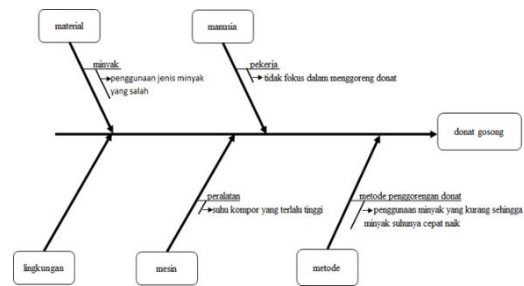 material
manusia
minyak
penggunaan jenis minyak
yang salah
pekerja
tidak fokus dalam menggoreng donat
donat gosong
peralatan
suhu kompor yang terlalu tinggi
metode penggorengan donat
penggunaan minyak yang kurang sehingga
minyak suhunya cepat naik
lingkungan
mesin
metode